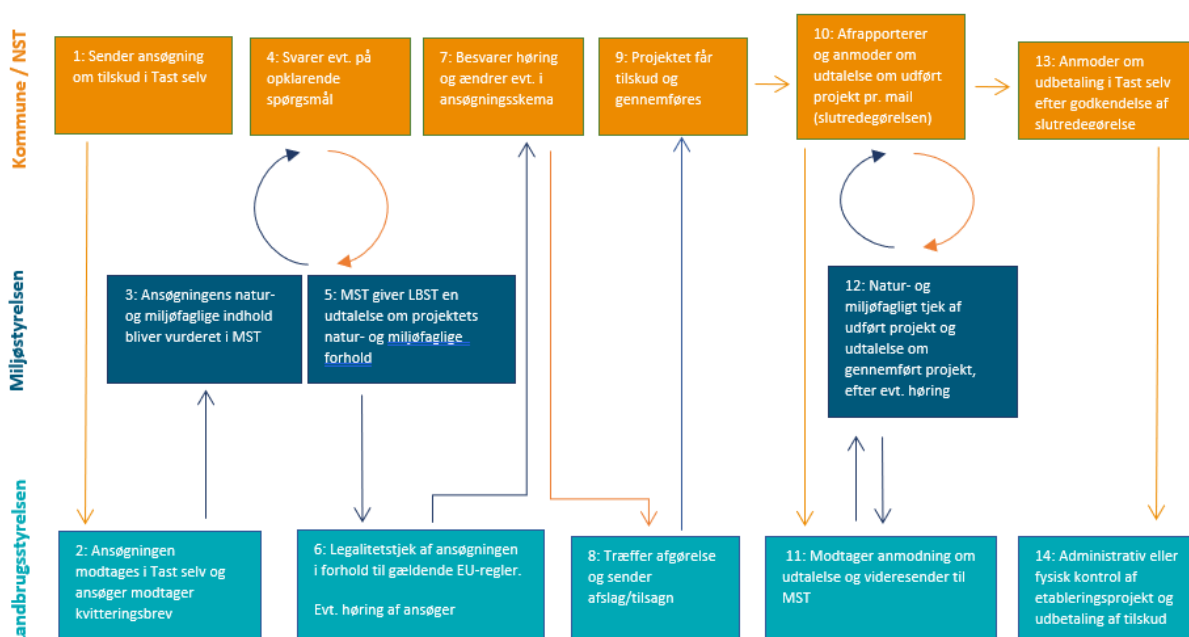 Kommune / NST
1: Sender ansøgning
om tilskud i Tast selv
4: Svarer evt. på
opklarende
spørgsmål
7: Besvarer høring
og ændrer evt. i
ansøgningsskema
9: Projektet får
tilskud og
gennemføres
10: Afrapporterer
og anmoder om
udtalelse om udført
projekt pr. mail
(slutredegørelsen)
13: Anmoder om
udbetaling i Tast selv
efter godkendelse af
slutredegørelse
Miljøstyrelsen
3: Ansøgningens natur-
og miljøfaglige indhold
bliver vurderet i MST
5: MST giver LBST en
udtalelse om projektets
natur- og miljøfaglige
forhold
12: Natur- og
miljøfagligt tjek af
udført projekt og
udtalelse om
gennemført projekt,
efter evt. høring
andbrugsstyrelsen
2: Ansøgningen
modtages i Tast selv og
ansøger modtager
kvitteringsbrev
6: Legalitetstjek af ansøgningen
i forhold til gældende EU-regler.
Evt. høring af ansøger
8: Træffer afgørelse
og sender
afslag/tilsagn
11: Modtager anmodning om
udtalelse og videresender til
MST
14: Administrativ eller
fysisk kontrol af
etableringsprojekt og
udbetaling af tilskud